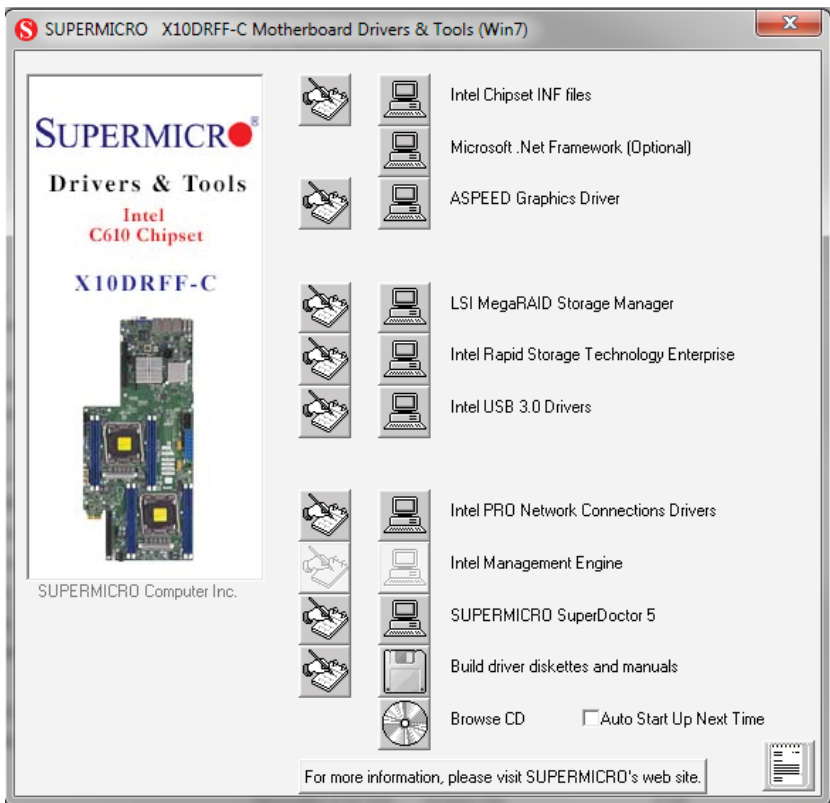 SUPERMICRO X10DRFF-C Motherboard Drivers & Tools (Win7)
SUPERMICRO®
Drivers & Tools
Intel
C610 Chipset
X10DRFF-C
SUPERMICRO Computer Inc.
Intel Chipset INF files
Microsoft .Net Framework (Optional)
ASPEED Graphics Driver
LSI MegaRAID Storage Manager
Intel Rapid Storage Technology Enterprise
Intel USB 3.0 Drivers
Intel PRO Network Connections Drivers
Intel Management Engine
SUPERMICRO SuperDoctor 5
Build driver diskettes and manuals
Browse CD Auto Start Up Next Time
For more information, please visit SUPERMICRO's web site.